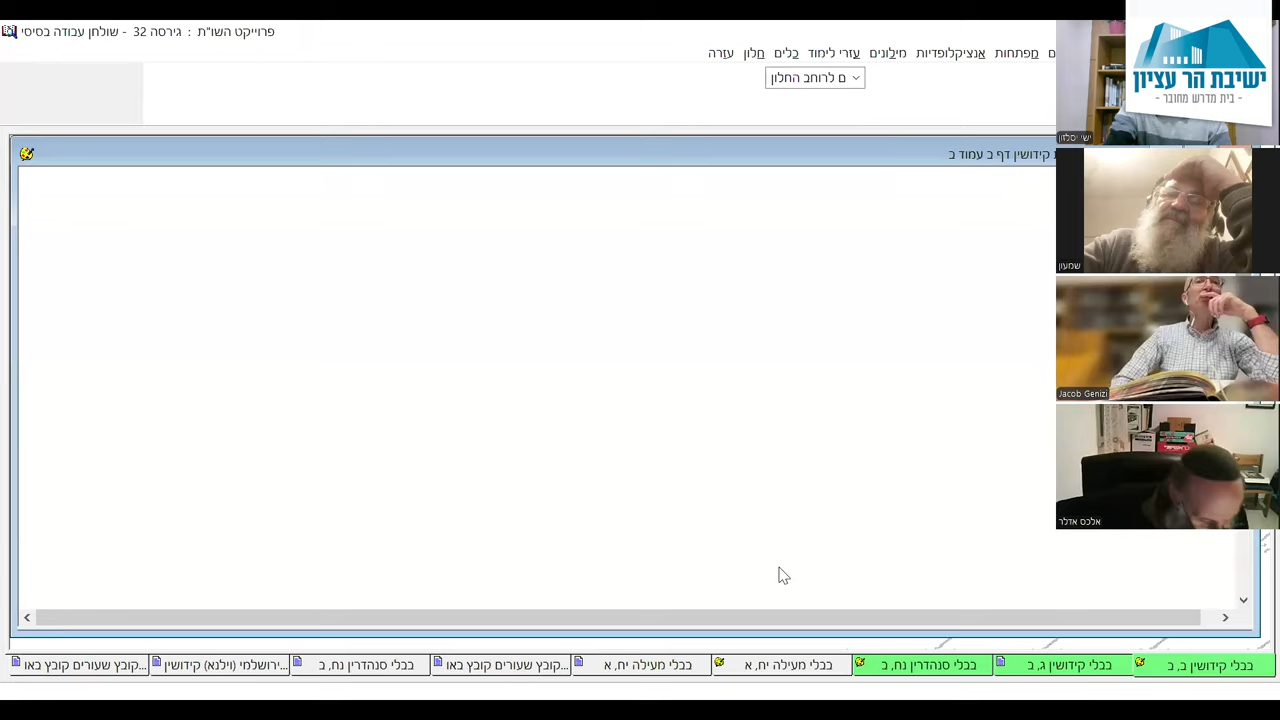 פרוייקט השו"ת : גירסה 32 - שולחן עבודה בסיסי
מפתחות אנציקלופדיות מילונים עזרי לימוד כלים חלון עזרה
ם לרוחב החלון
קידושין דף ב עמוד ב
ישיבת הר עציון
- בית מדרש מחובר -
שמעון
Jacob Genizi
אלכס אדלר
בבלי קידושין ב, ב
בבלי קידושין ג, ב
בבלי סנהדרין נח, ב
בבלי מעילה יח, א
בבלי מעילה יח, א
קובץ שעורים קובץ באו...
בבלי סנהדרין נח, ב
ירושלמי (וילנא) קידושין...
קובץ שעורים קובץ באו...